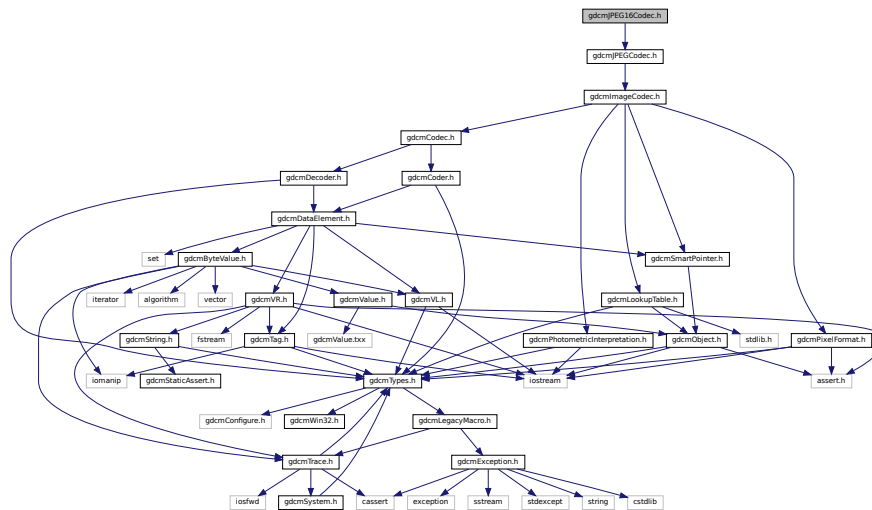 gdcmJPEG16Codec.h
gdcmJPEGCodec.h
gdcmImageCodec.h
gdcmCodec.h
gdcmDecoder.h
gdcmCoder.h
gdcmDataElement.h
set
gdcmByteValue.h
gdcmSmartPointer.h
iterator
algorithm
vector
gdcmVR.h
gdcmValue.h
gdcmVL.h
gdcmLookupTable.h
gdcmString.h
fstream
gdcmTag.h
gdcmValue.txx
gdcmPhotometricInterpretation.h
gdcmObject.h
stdlib.h
gdcmPixelFormat.h
iomanip
gdcmStaticAssert.h
gdcmTypes.h
iostream
assert.h
gdcmConfigure.h
gdcmWin32.h
gdcmLegacyMacro.h
gdcmTrace.h
gdcmException.h
iosfwd
gdcmSystem.h
cassert
exception
sstream
stdexcept
string
cstdlib